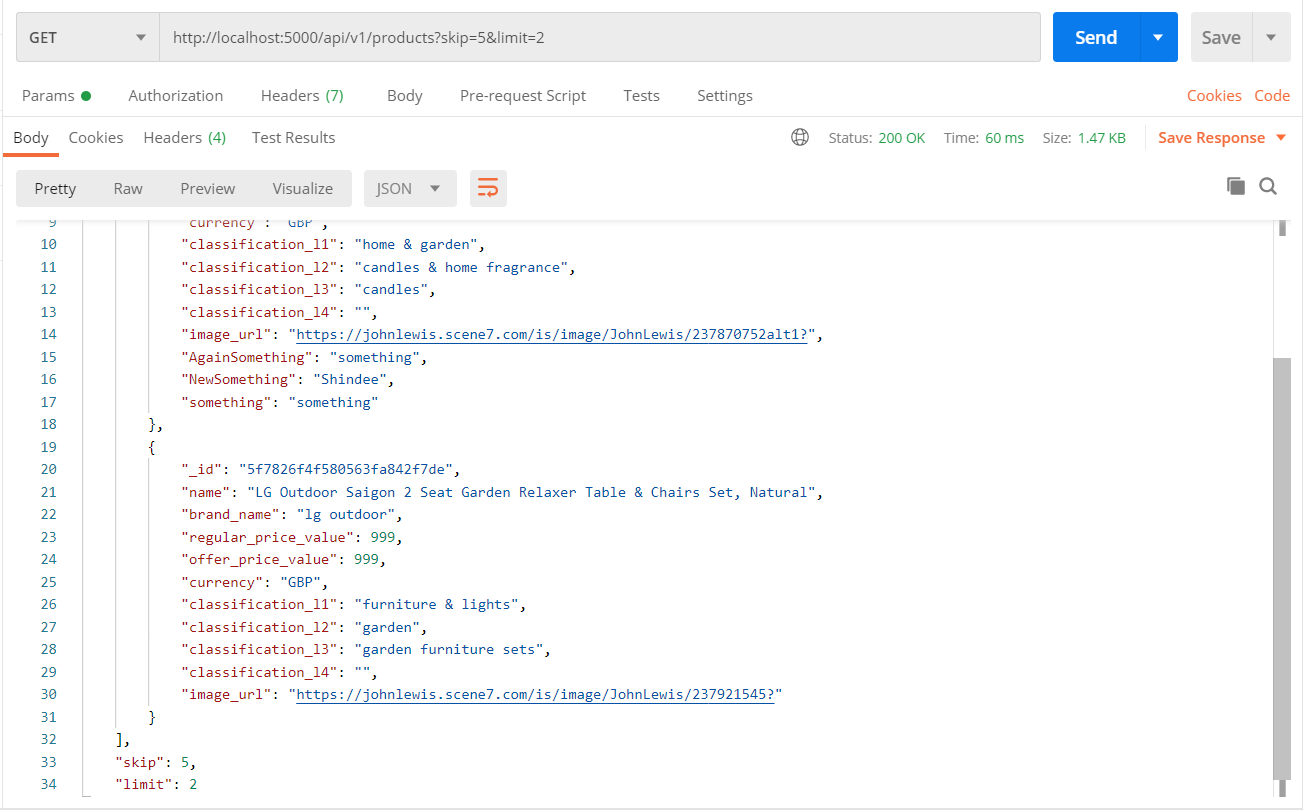 GET http://localhost:5000/api/v1/products?skip=5&limit=2 Send Save
Params Authorization Headers (7) Body Pre-request Script Tests Settings Cookies Code
Body Cookies Headers (4) Test Results Status: 200 OK Time: 60 ms Size: 1.47 KB Save Response
Pretty Raw Preview Visualize JSON
9 "currency": "GBP",
10 "classification_l1": "home & garden",
11 "classification_l2": "candles & home fragrance",
12 "classification_l3": "candles",
13 "classification_l4": "",
14 "image_url": "https://johnlewis.scene7.com/is/image/JohnLewis/237870752alt1?",
15 "AgainSomething": "something",
16 "NewSomething": "Shindee",
17 "something": "something"
18 },
19 {
20 "_id": "5f7826f4f580563fa842f7de",
21 "name": "LG Outdoor Saigon 2 Seat Garden Relaxer Table & Chairs Set, Natural",
22 "brand_name": "lg outdoor",
23 "regular_price_value": 999,
24 "offer_price_value": 999,
25 "currency": "GBP",
26 "classification_l1": "furniture & lights",
27 "classification_l2": "garden",
28 "classification_l3": "garden furniture sets",
29 "classification_l4": "",
30 "image_url": "https://johnlewis.scene7.com/is/image/JohnLewis/237921545?"
31 }
32 ],
33 "skip": 5,
34 "limit": 2